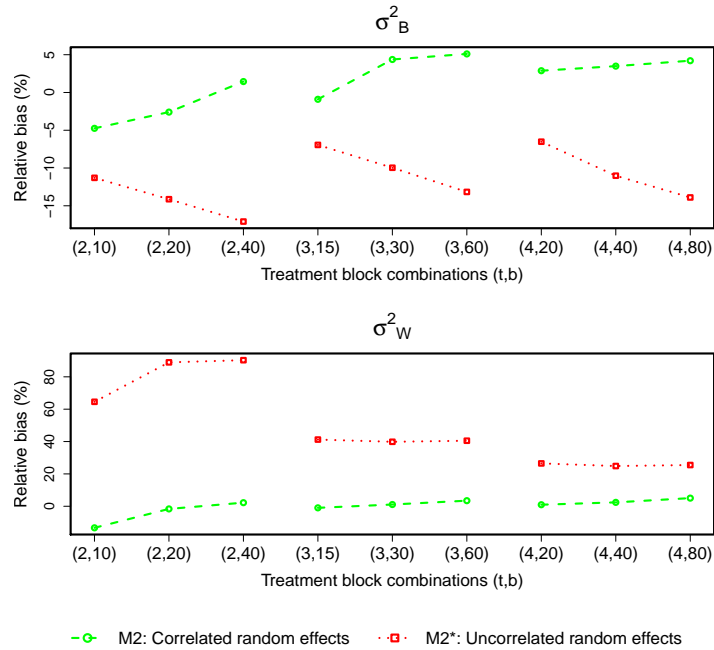 σ²B
Relative bias (%)
5
0
−5
−10
−15
(2,10) (2,20) (2,40) (3,15) (3,30) (3,60) (4,20) (4,40) (4,80)
Treatment block combinations (t,b)
σ²W
Relative bias (%)
80
60
40
20
0
(2,10) (2,20) (2,40) (3,15) (3,30) (3,60) (4,20) (4,40) (4,80)
Treatment block combinations (t,b)
M2: Correlated random effects M2*: Uncorrelated random effects